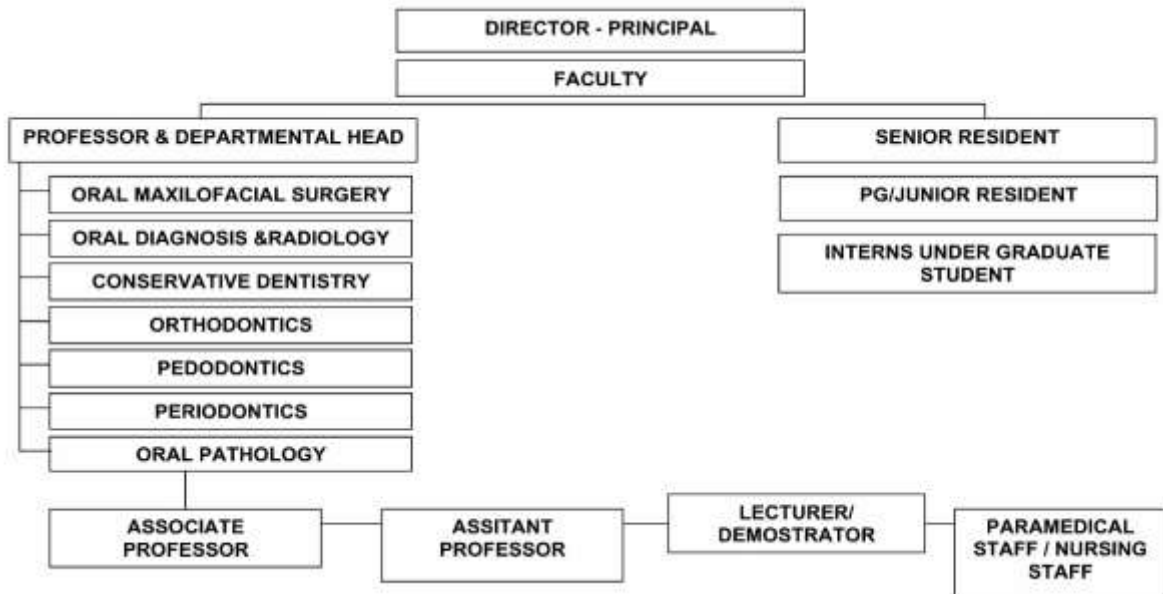 DIRECTOR - PRINCIPAL
FACULTY
PROFESSOR & DEPARTMENTAL HEAD
SENIOR RESIDENT
ORAL MAXILOFACIAL SURGERY
PG/JUNIOR RESIDENT
ORAL DIAGNOSIS &RADIOLOGY
INTERNS UNDER GRADUATE
STUDENT
CONSERVATIVE DENTISTRY
ORTHODONTICS
PEDODONTICS
PERIODONTICS
ORAL PATHOLOGY
ASSOCIATE
PROFESSOR
ASSITANT
PROFESSOR
LECTURER/
DEMOSTRATOR
PARAMEDICAL
STAFF / NURSING
STAFF